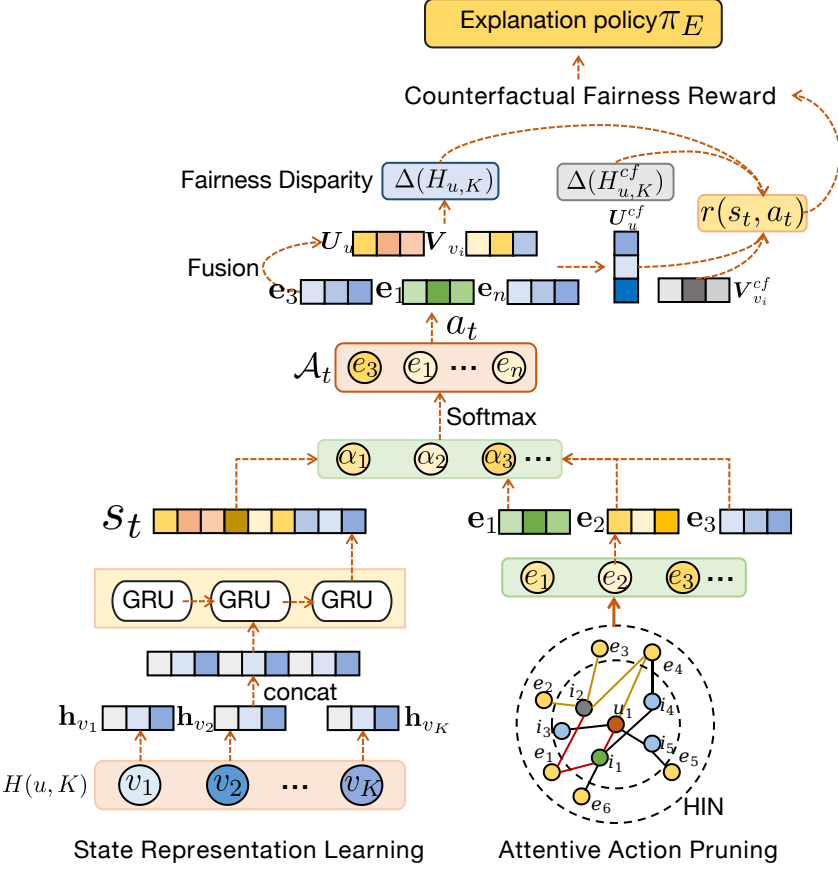 Explanation policy π_E
Counterfactual Fairness Reward
Fairness Disparity Δ(H_{u,K}) Δ(H^{cf}_{u,K})
r(s_t, a_t)
U_u V_{v_i} U^{cf}_u
Fusion
e_3 e_1 e_n V^{cf}_{v_i}
a_t
𝒜_t e_3 e_1 ... e_n
Softmax
α_1 α_2 α_3 ...
s_t e_1 e_2 e_3
GRU GRU GRU
e_1 e_2 e_3 ...
concat
h_{v_1} h_{v_2} h_{v_K}
H(u, K) v_1 v_2 ... v_K
e_3 e_4
e_2 i_2 i_4
u_1
i_3 i_5
e_1 i_1 e_5
e_6
HIN
State Representation Learning
Attentive Action Pruning